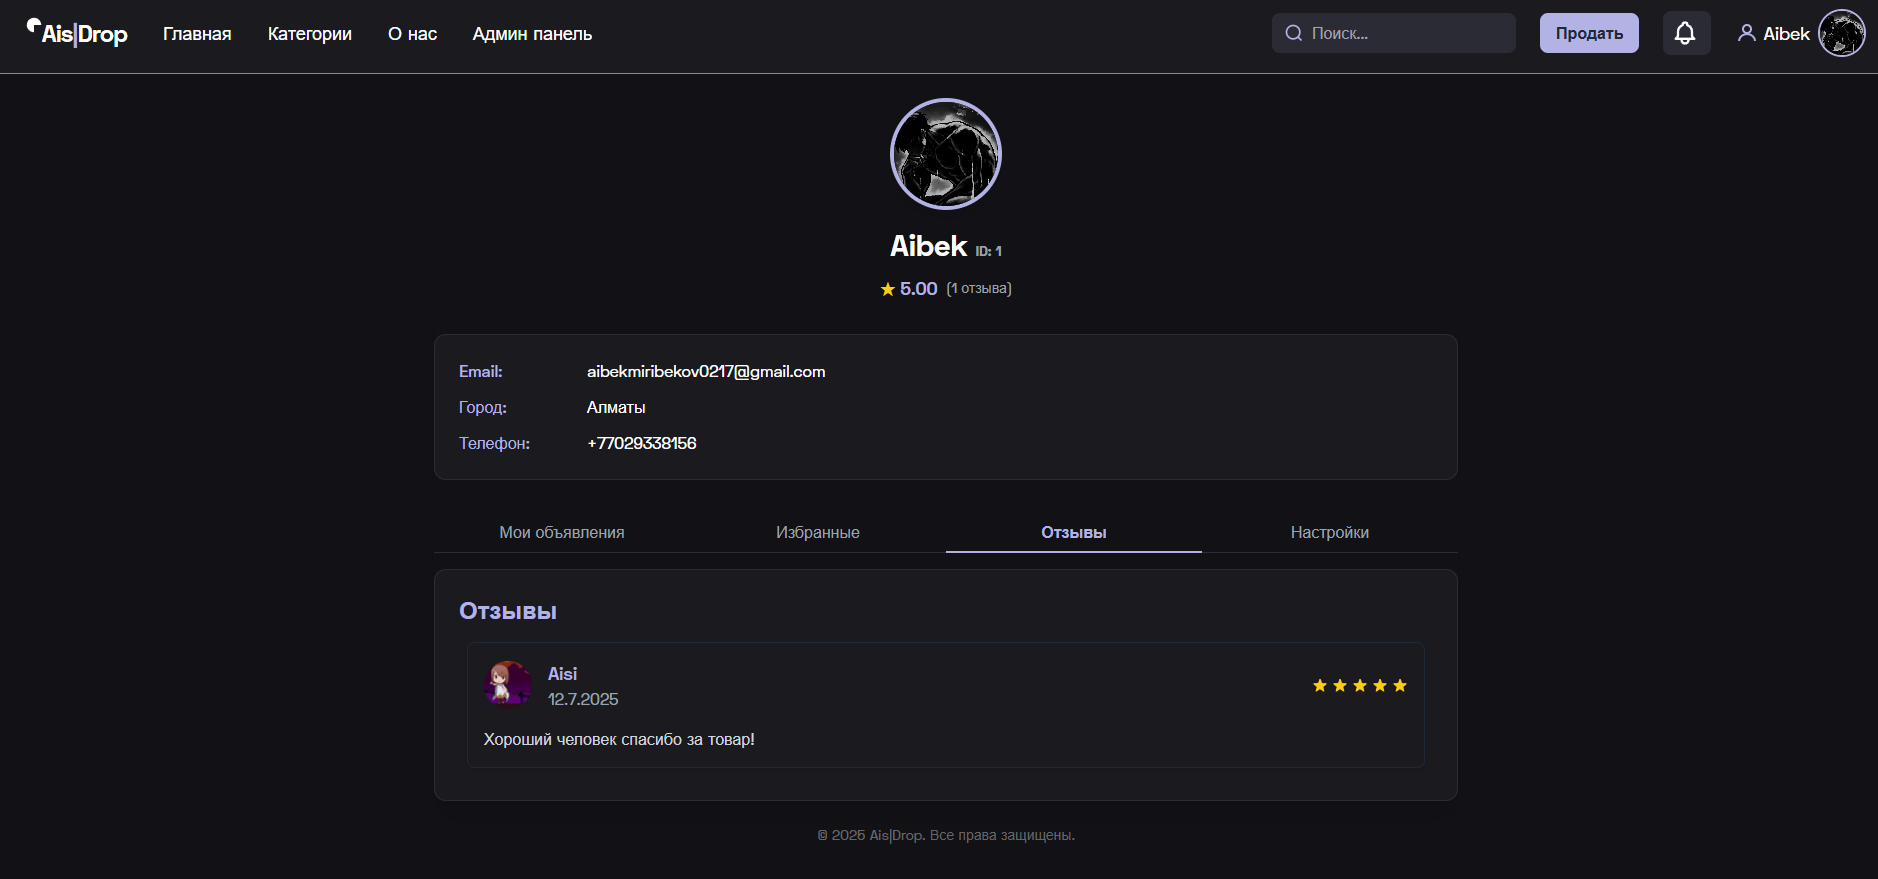 Ais|Drop Главная Категории О нас Админ панель Поиск... Продать Aibek
Aibek ID: 1
5.00 (1 отзыва)
Email: aibekmiribekov0217@gmail.com
Город: Алматы
Телефон: +77029338156
Мои объявления Избранные Отзывы Настройки
Отзывы
Aisi
12.7.2025
Хороший человек спасибо за товар!
© 2025 Ais|Drop. Все права защищены.